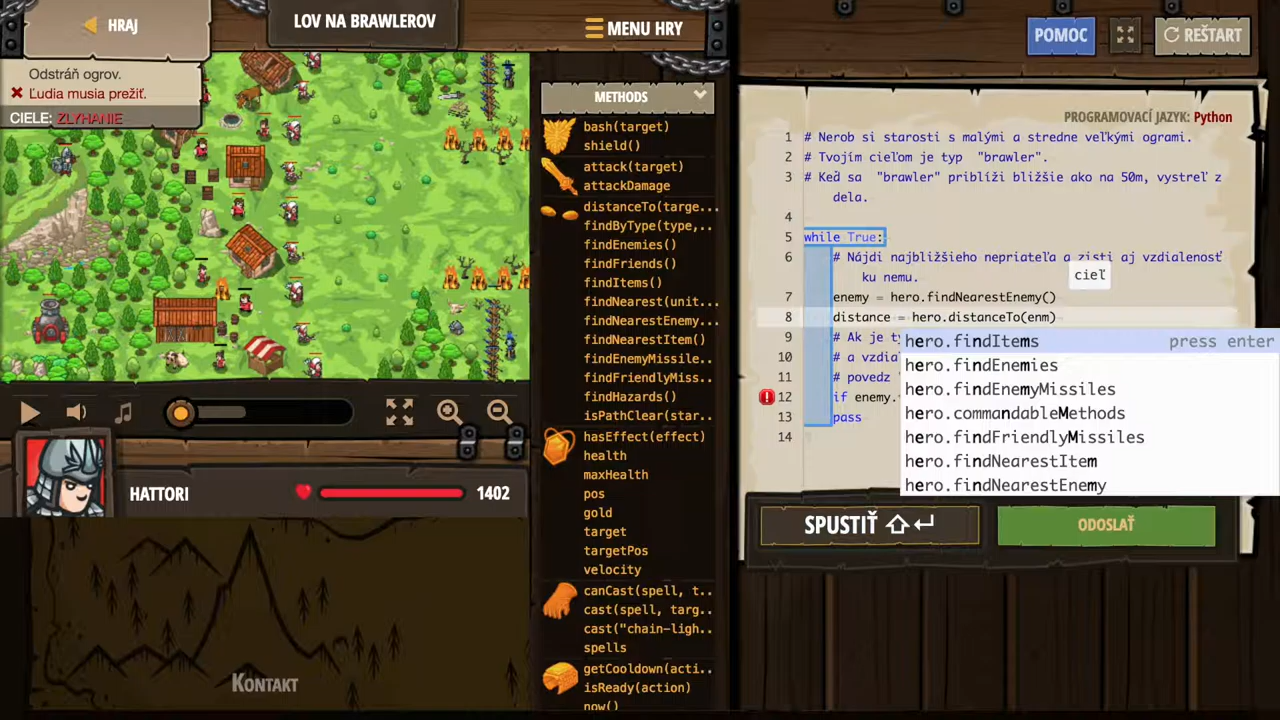 HRAJ
LOV NA BRAWLEROV
MENU HRY
POMOC
REŠTART
Odstráň ogrov.
Ľudia musia prežiť.
CIELE: ZLYHANIE
METHODS
bash(target)
shield()
attack(target)
attackDamage
distanceTo(targe...
findByType(type,..
findEnemies()
findFriends()
findItems()
findNearest(unit...
findNearestEnemy...
findNearestItem()
findEnemyMissile..
findFriendlyMiss..
findHazards()
isPathClear(star..
hasEffect(effect)
health
maxHealth
pos
gold
target
targetPos
velocity
canCast(spell, t..
cast(spell, targ..
cast("chain-ligh..
spells
getCooldown(acti..
isReady(action)
now()
PROGRAMOVACÍ JAZYK: Python
1 # Nerob si starosti s malými a stredne veľkými ogrami.
2 # Tvojím cieľom je typ "brawler".
3 # Keď sa "brawler" priblíži bližšie ako na 50m, vystreľ z
dela.
4
5 while True:
6 # Nájdi najbližšieho nepriateľa a zisti aj vzdialenosť
ku nemu.
cieľ
7 enemy = hero.findNearestEnemy()
8 distance = hero.distanceTo(enm)
9 # Ak je ty
10 # a vzdia
11 # povedz
12 if enemy.
13 pass
14
hero.findItems press enter
hero.findEnemies
hero.findEnemyMissiles
hero.commandableMethods
hero.findFriendlyMissiles
hero.findNearestItem
hero.findNearestEnemy
SPUSTIŤ
ODOSLAŤ
HATTORI
1402
KONTAKT